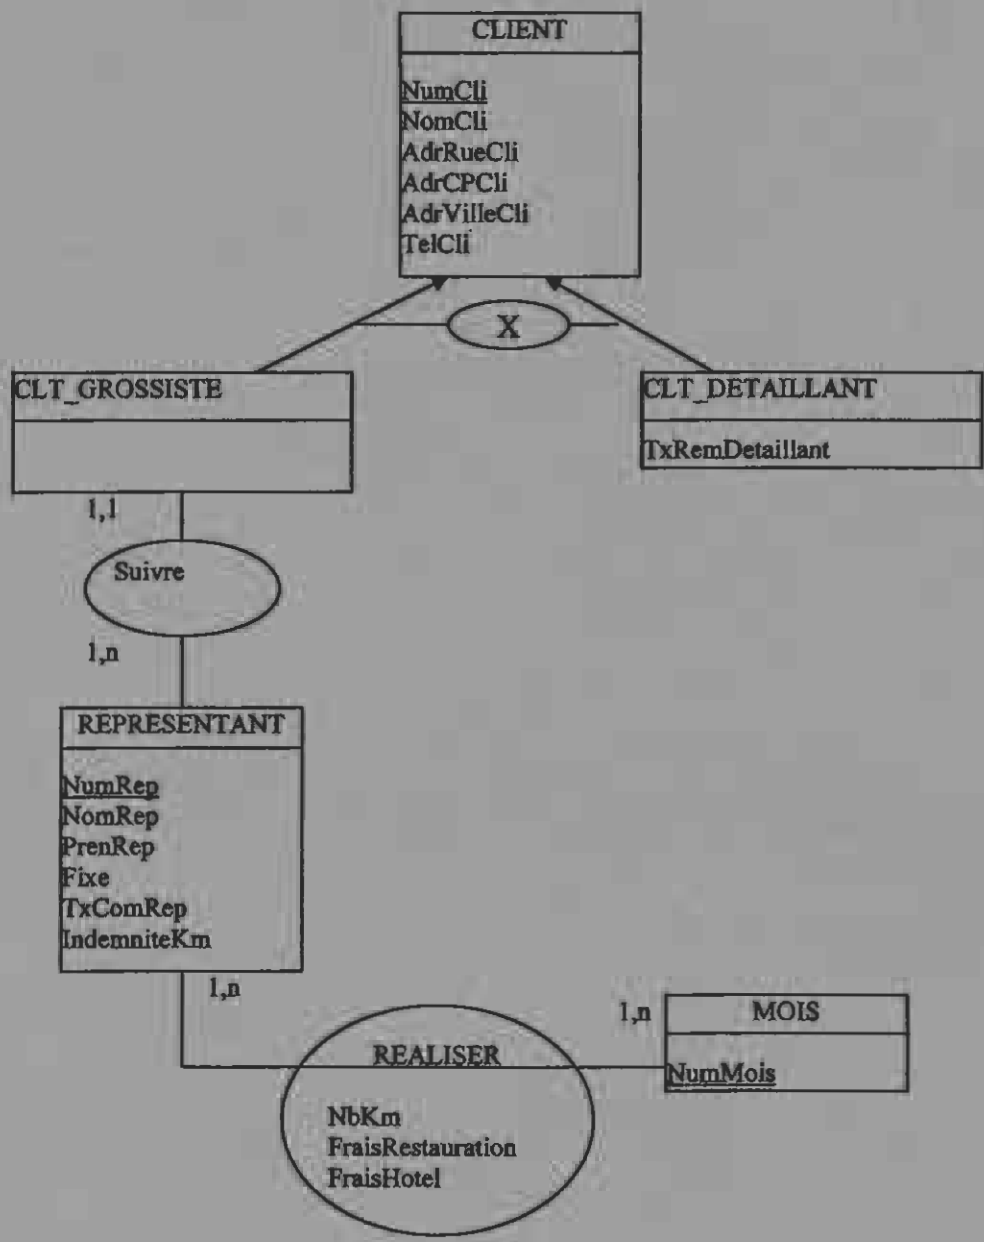 CLIENT
NumCli
NomCli
AdrRueCli
AdrCPCli
AdrVilleCli
TelCli
X
CLT_GROSSISTE
CLT_DETAILLANT
TxRemDetaillant
1,1
Suivre
1,n
REPRESENTANT
NumRep
NomRep
PrenRep
Fixe
TxComRep
IndemniteKm
1,n
1,n
MOIS
NumMois
REALISER
NbKm
FraisRestauration
FraisHotel